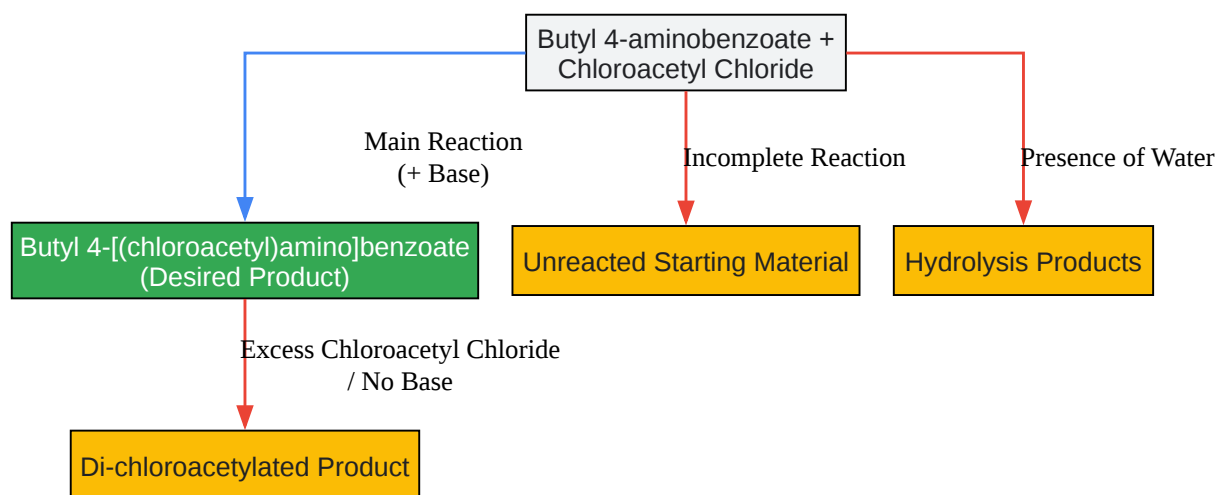 Butyl 4-aminobenzoate +
Chloroacetyl Chloride
Main Reaction
(+ Base)
Incomplete Reaction
Presence of Water
Butyl 4-[(chloroacetyl)amino]benzoate
(Desired Product)
Unreacted Starting Material
Hydrolysis Products
Excess Chloroacetyl Chloride
/ No Base
Di-chloroacetylated Product